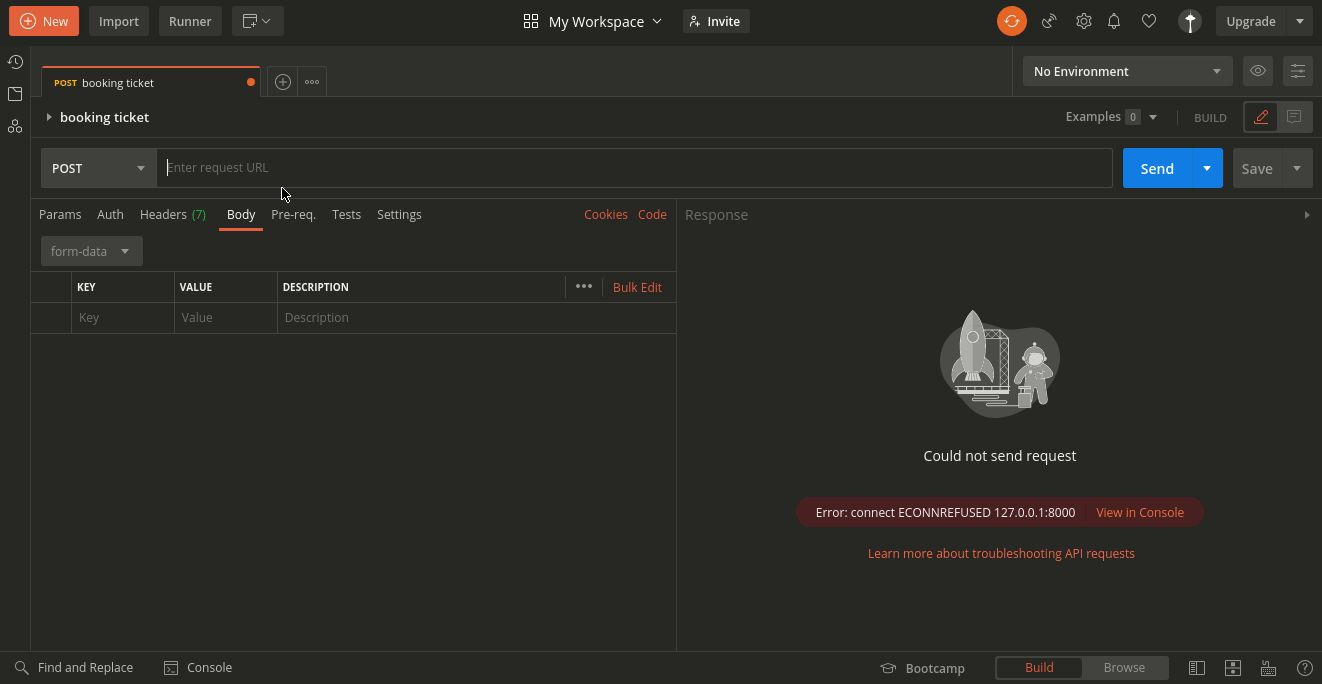 New Import Runner My Workspace Invite Upgrade
POST booking ticket No Environment
booking ticket Examples 0 BUILD
POST Enter request URL Send Save
Params Auth Headers (7) Body Pre-req. Tests Settings Cookies Code Response
form-data
KEY VALUE DESCRIPTION Bulk Edit
Key Value Description
Could not send request
Error: connect ECONNREFUSED 127.0.0.1:8000 View in Console
Learn more about troubleshooting API requests
Find and Replace Console Bootcamp Build Browse